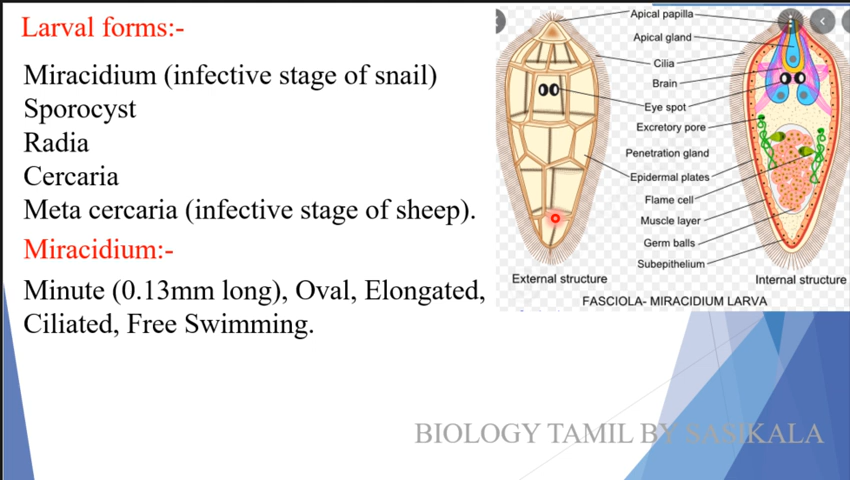 Larval forms:-
Miracidium (infective stage of snail)
Sporocyst
Radia
Cercaria
Meta cercaria (infective stage of sheep).
Miracidium:-
Minute (0.13mm long), Oval, Elongated,
Ciliated, Free Swimming.
Apical papilla
Apical gland
Cilia
Brain
Eye spot
Excretory pore
Penetration gland
Epidermal plates
Flame cell
Muscle layer
Germ balls
Subepithelium
External structure
Internal structure
FASCIOLA- MIRACIDIUM LARVA
BIOLOGY TAMIL BY SASIKALA